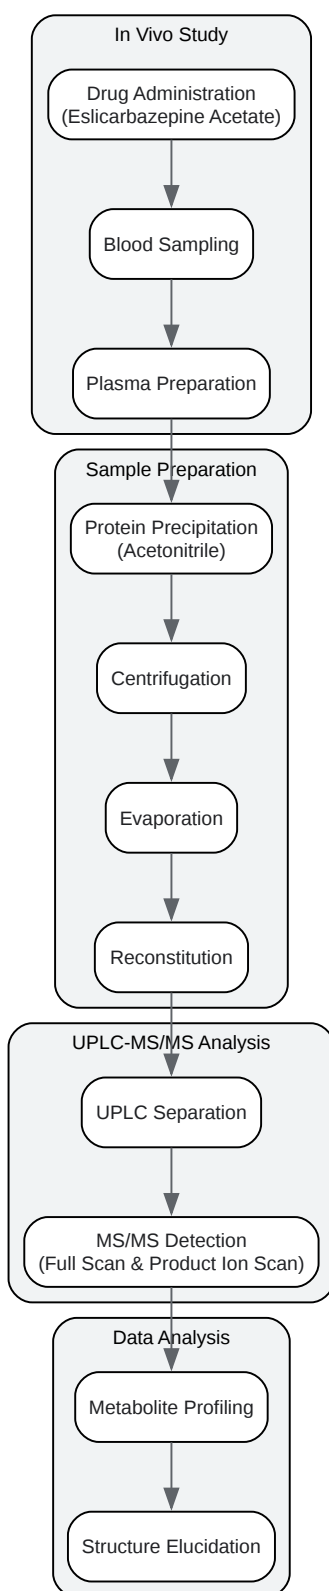 In Vivo Study
Drug Administration
(Eslicarbazepine Acetate)
Blood Sampling
Plasma Preparation
Sample Preparation
Protein Precipitation
(Acetonitrile)
Centrifugation
Evaporation
Reconstitution
UPLC-MS/MS Analysis
UPLC Separation
MS/MS Detection
(Full Scan & Product Ion Scan)
Data Analysis
Metabolite Profiling
Structure Elucidation